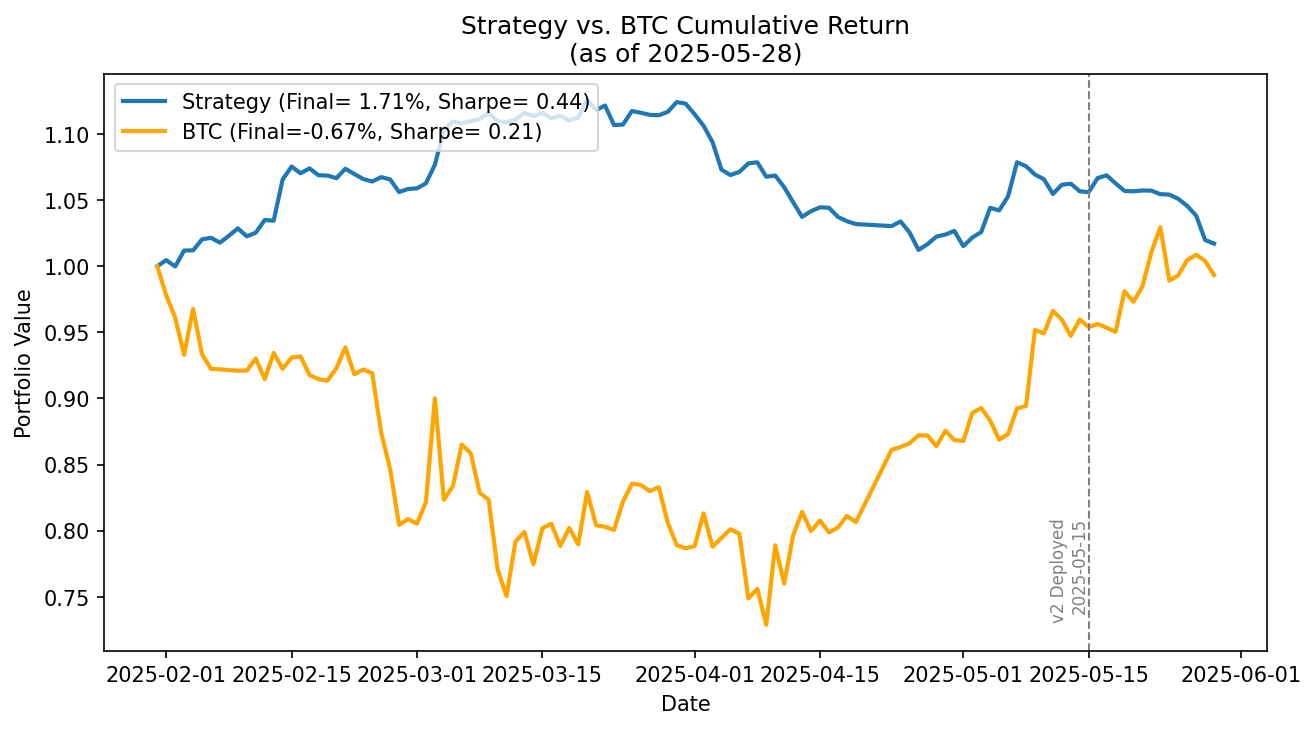 Strategy vs. BTC Cumulative Return
(as of 2025-05-28)
Strategy (Final= 1.71%, Sharpe= 0.44)
BTC (Final=-0.67%, Sharpe= 0.21)
Portfolio Value
1.10
1.05
1.00
0.95
0.90
0.85
0.80
0.75
v2 Deployed
2025-05-15
2025-02-01 2025-02-15 2025-03-01 2025-03-15 2025-04-01 2025-04-15 2025-05-01 2025-05-15 2025-06-01
Date